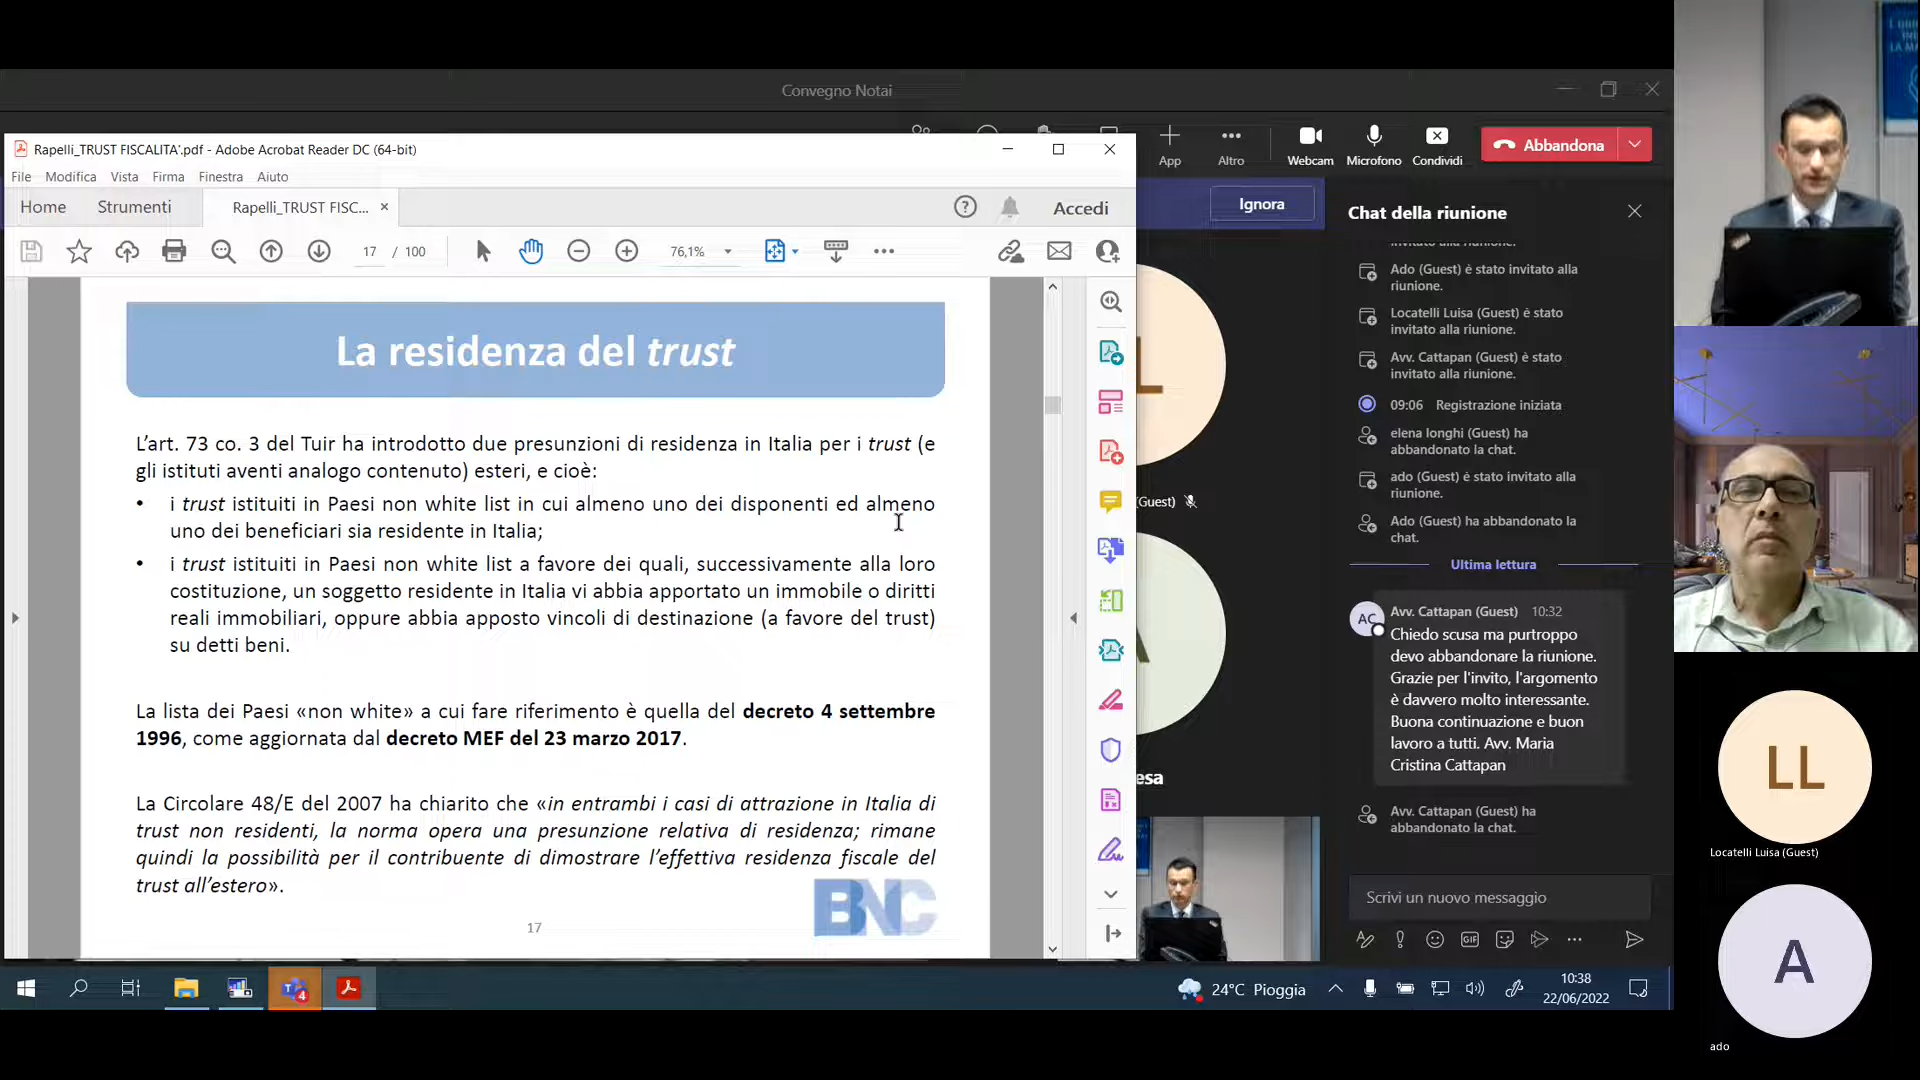 Convegno Notai
Rapelli_TRUST FISCALITA'.pdf - Adobe Acrobat Reader DC (64-bit)
File Modifica Vista Firma Finestra Aiuto
Home Strumenti Rapelli_TRUST FISC... Accedi
17 / 100 76,1%
La residenza del trust
L'art. 73 co. 3 del Tuir ha introdotto due presunzioni di residenza in Italia per i trust (e
gli istituti aventi analogo contenuto) esteri, e cioè:
• i trust istituiti in Paesi non white list in cui almeno uno dei disponenti ed almeno
uno dei beneficiari sia residente in Italia;
• i trust istituiti in Paesi non white list a favore dei quali, successivamente alla loro
costituzione, un soggetto residente in Italia vi abbia apportato un immobile o diritti
reali immobiliari, oppure abbia apposto vincoli di destinazione (a favore del trust)
su detti beni.
La lista dei Paesi «non white» a cui fare riferimento è quella del decreto 4 settembre
1996, come aggiornata dal decreto MEF del 23 marzo 2017.
La Circolare 48/E del 2007 ha chiarito che «in entrambi i casi di attrazione in Italia di
trust non residenti, la norma opera una presunzione relativa di residenza; rimane
quindi la possibilità per il contribuente di dimostrare l'effettiva residenza fiscale del
trust all'estero».
17
BNC
App Altro Webcam Microfono Condividi Abbandona
Ignora
L
(Guest)
A
esa
Chat della riunione
invitato alla riunione.
Ado (Guest) è stato invitato alla
riunione.
Locatelli Luisa (Guest) è stato
invitato alla riunione.
Avv. Cattapan (Guest) è stato
invitato alla riunione.
09:06 Registrazione iniziata
elena longhi (Guest) ha
abbandonato la chat.
ado (Guest) è stato invitato alla
riunione.
Ado (Guest) ha abbandonato la
chat.
Ultima lettura
AC
Avv. Cattapan (Guest) 10:32
Chiedo scusa ma purtroppo
devo abbandonare la riunione.
Grazie per l'invito, l'argomento
è davvero molto interessante.
Buona continuazione e buon
lavoro a tutti. Avv. Maria
Cristina Cattapan
Avv. Cattapan (Guest) ha
abbandonato la chat.
Scrivi un nuovo messaggio
GIF
4
24°C Pioggia
10:38
22/06/2022
LL
Locatelli Luisa (Guest)
A
ado